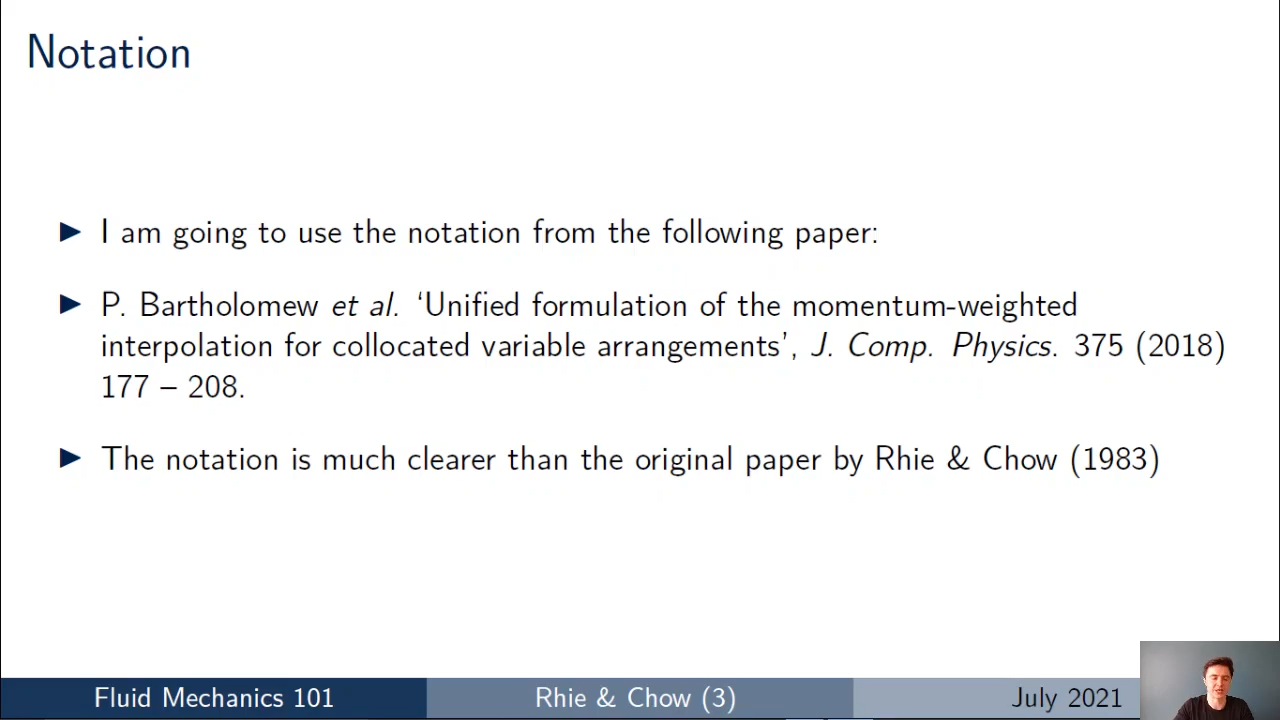 Notation
▶ I am going to use the notation from the following paper:
▶ P. Bartholomew et al. ‘Unified formulation of the momentum-weighted
interpolation for collocated variable arrangements’, J. Comp. Physics. 375 (2018)
177 – 208.
▶ The notation is much clearer than the original paper by Rhie & Chow (1983)
Fluid Mechanics 101
Rhie & Chow (3)
July 2021